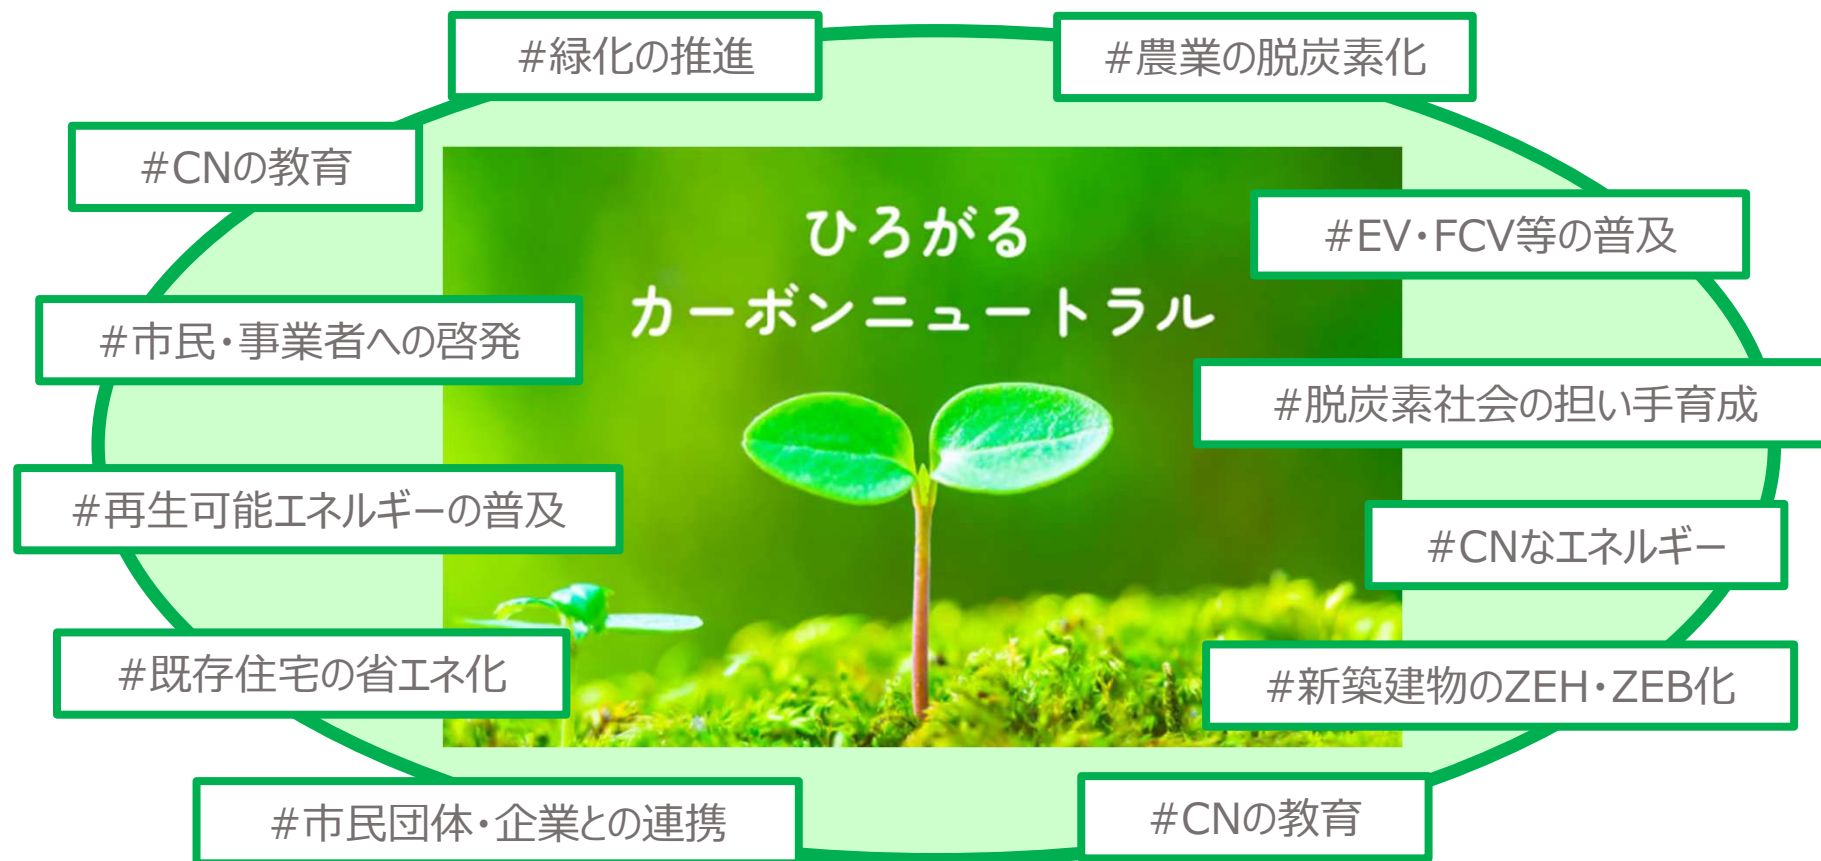 #緑化の推進
#農業の脱炭素化
#CNの教育
ひろがる
カーボンニュートラル
#EV・FCV等の普及
#市民・事業者への啓発
#脱炭素社会の担い手育成
#再生可能エネルギーの普及
#CNなエネルギー
#既存住宅の省エネ化
#新築建物のZEH・ZEB化
#市民団体・企業との連携
#CNの教育